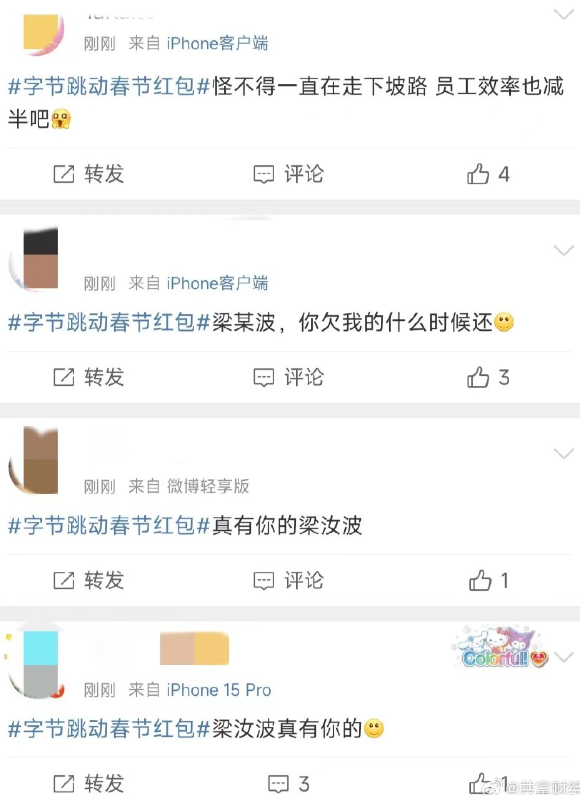 刚刚 来自 iPhone客户端
#字节跳动春节红包#怪不得一直在走下坡路 员工效率也减
半吧
转发 评论 4
刚刚 来自 iPhone客户端
#字节跳动春节红包#梁某波，你欠我的什么时候还
转发 评论 3
刚刚 来自 微博轻享版
#字节跳动春节红包#真有你的梁汝波
转发 评论 1
Colorful!
刚刚 来自 iPhone 15 Pro
#字节跳动春节红包#梁汝波真有你的
转发 3 1
@共富财经